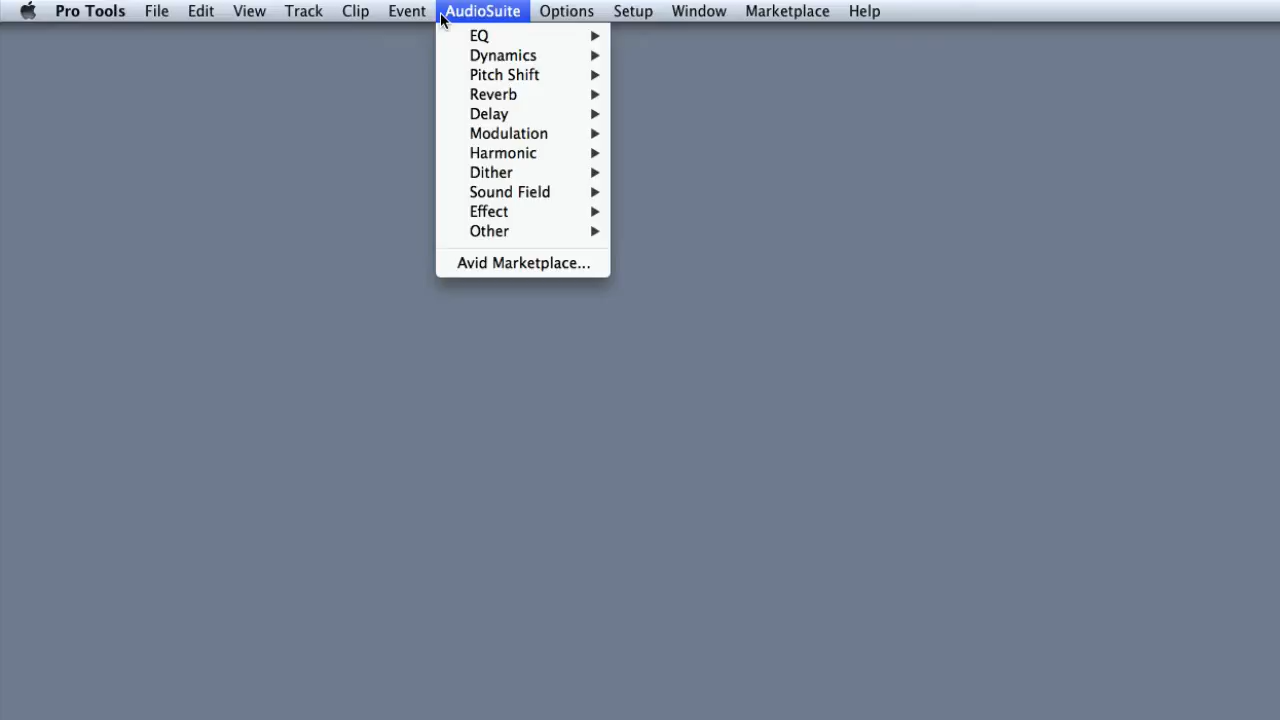 Pro Tools File Edit View Track Clip Event AudioSuite Options Setup Window Marketplace Help
EQ
Dynamics
Pitch Shift
Reverb
Delay
Modulation
Harmonic
Dither
Sound Field
Effect
Other
Avid Marketplace...